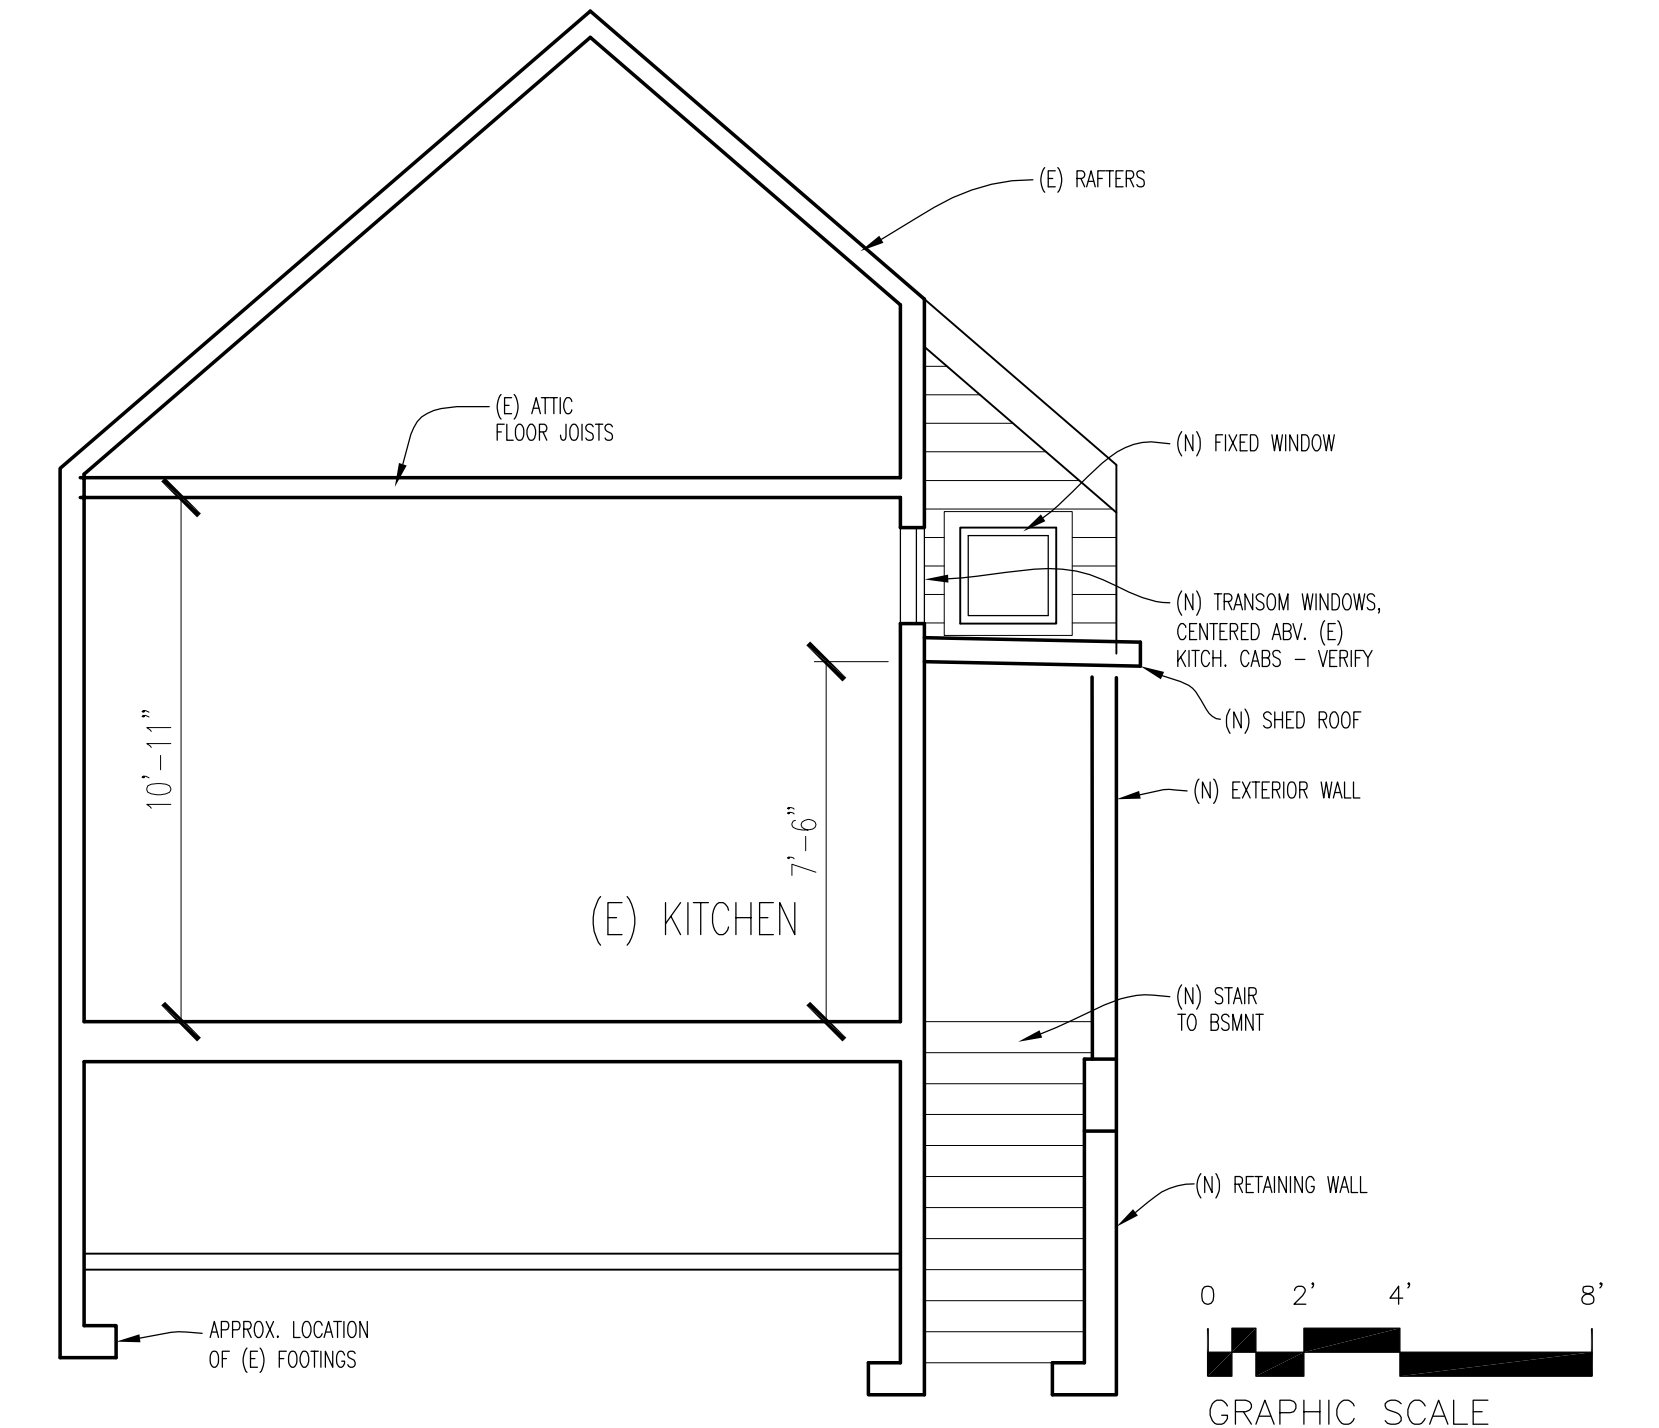 (E) RAFTERS
(E) ATTIC
FLOOR JOISTS
(N) FIXED WINDOW
(N) TRANSOM WINDOWS,
CENTERED ABV. (E)
KITCH. CABS – VERIFY
(N) SHED ROOF
10'–11"
(N) EXTERIOR WALL
7'–6"
(E) KITCHEN
(N) STAIR
TO BSMNT
(N) RETAINING WALL
0 2' 4' 8'
APPROX. LOCATION
OF (E) FOOTINGS
GRAPHIC SCALE